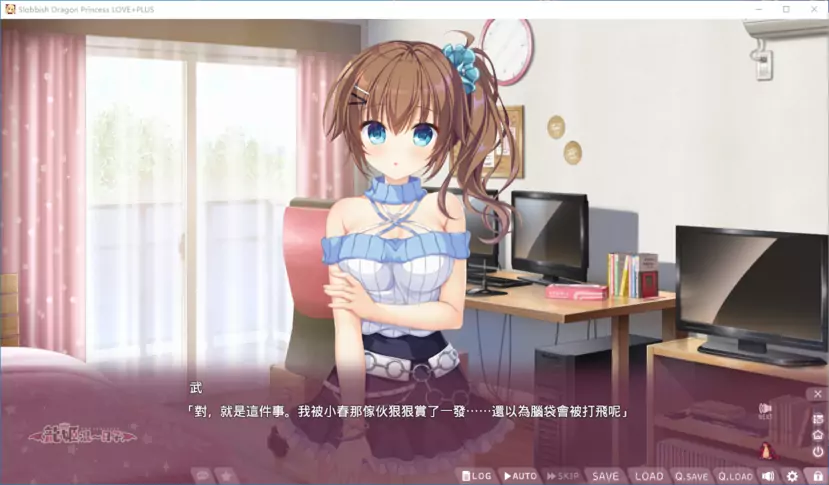 Slobbish Dragon Princess LOVE+PLUS
武
「對，就是這件事。我被小春那傢伙狠狠賞了一發⋯⋯還以為腦袋會被打飛呢」
NEXT
LOG
AUTO
SKIP
SAVE
LOAD
Q.SAVE
Q.LOAD